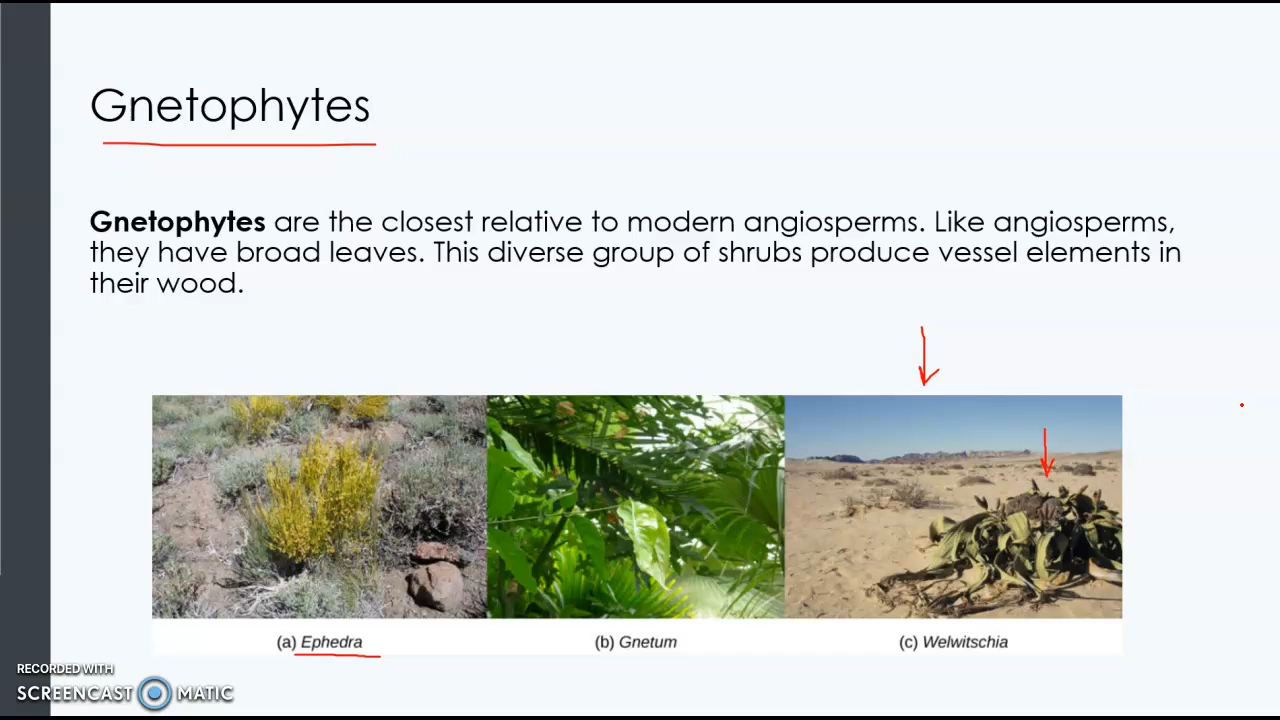 Gnetophytes
Gnetophytes are the closest relative to modern angiosperms. Like angiosperms,
they have broad leaves. This diverse group of shrubs produce vessel elements in
their wood.
(a) Ephedra
(b) Gnetum
(c) Welwitschia
RECORDED WITH
SCREENCAST MATIC